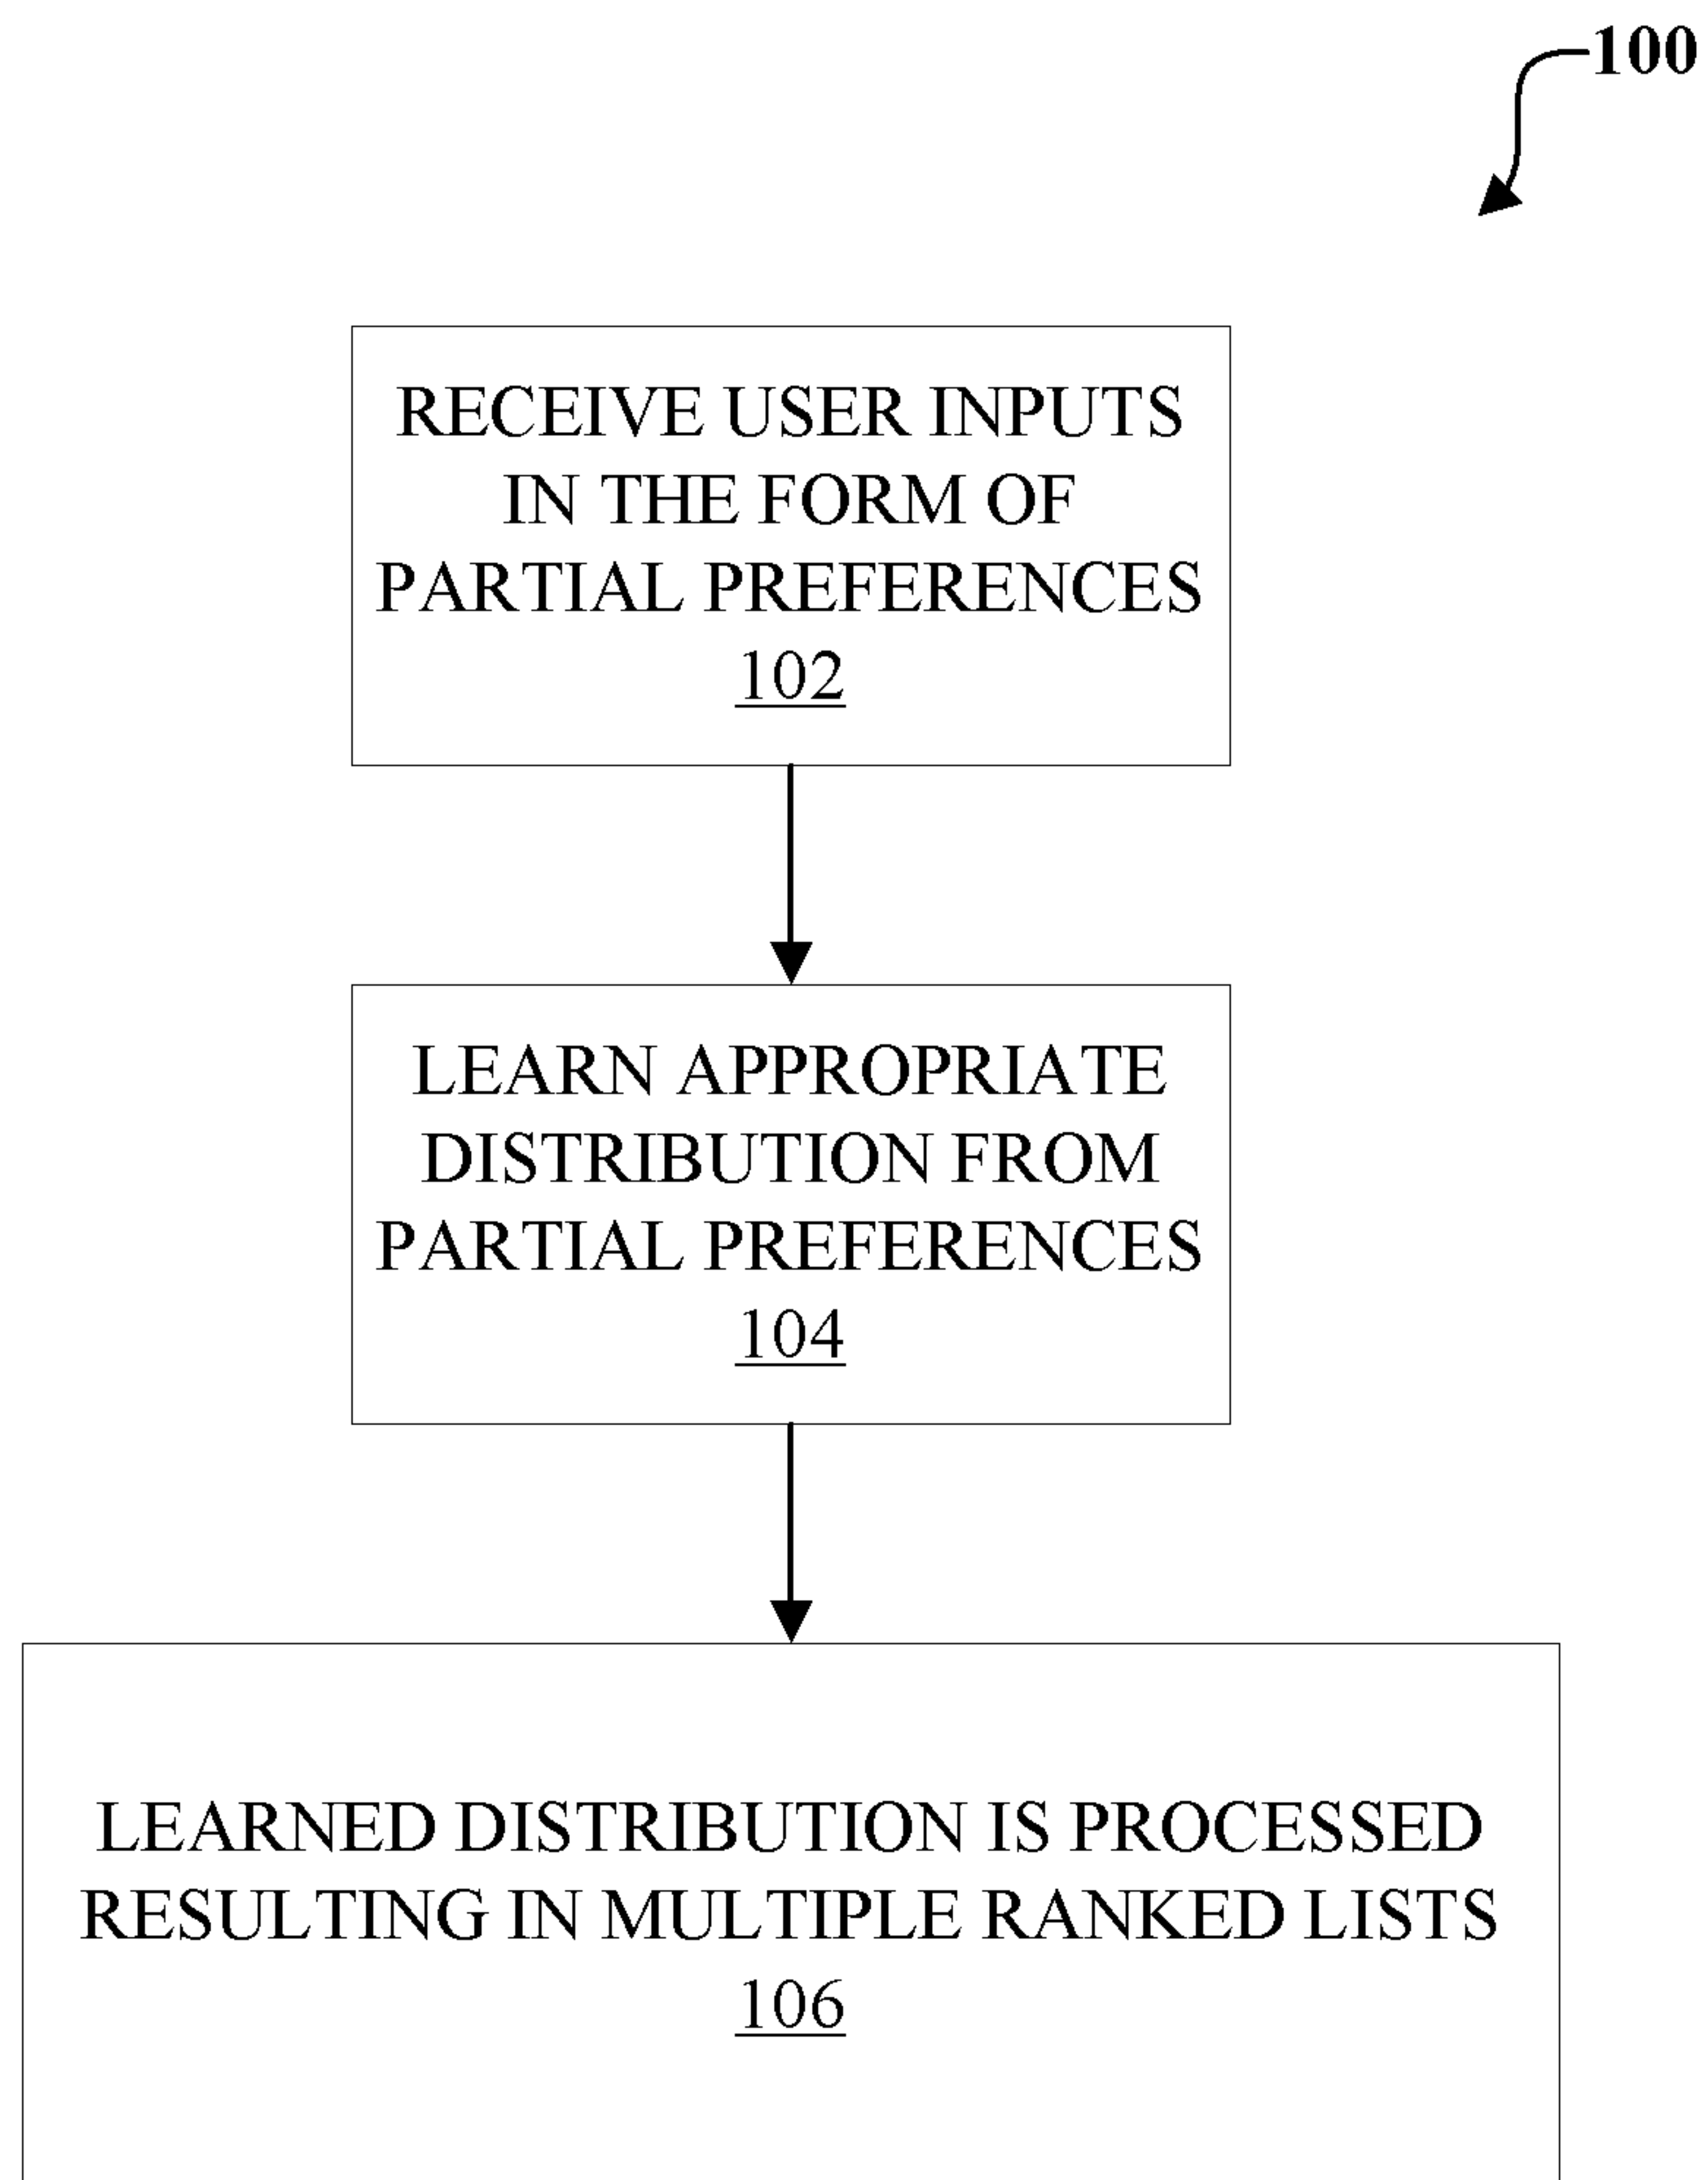 100
RECEIVE USER INPUTS
IN THE FORM OF
PARTIAL PREFERENCES
102
LEARN APPROPRIATE
DISTRIBUTION FROM
PARTIAL PREFERENCES
104
LEARNED DISTRIBUTION IS PROCESSED
RESULTING IN MULTIPLE RANKED LISTS
106